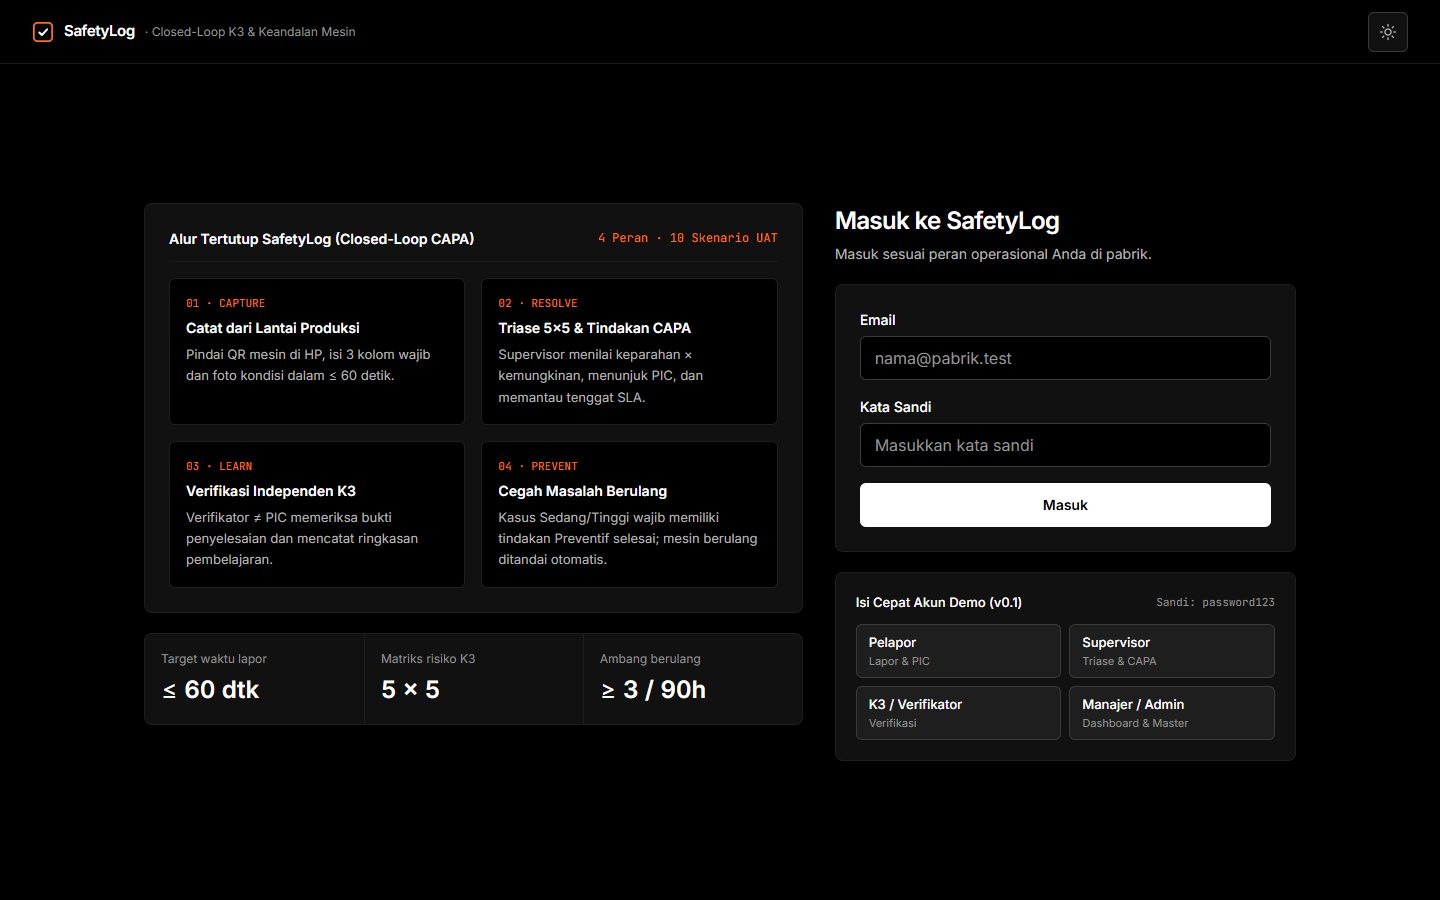 SafetyLog · Closed-Loop K3 & Keandalan Mesin
Alur Tertutup SafetyLog (Closed-Loop CAPA)
4 Peran · 10 Skenario UAT
01 · CAPTURE
Catat dari Lantai Produksi
Pindai QR mesin di HP, isi 3 kolom wajib
dan foto kondisi dalam ≤ 60 detik.
02 · RESOLVE
Triase 5×5 & Tindakan CAPA
Supervisor menilai keparahan ×
kemungkinan, menunjuk PIC, dan
memantau tenggat SLA.
03 · LEARN
Verifikasi Independen K3
Verifikator ≠ PIC memeriksa bukti
penyelesaian dan mencatat ringkasan
pembelajaran.
04 · PREVENT
Cegah Masalah Berulang
Kasus Sedang/Tinggi wajib memiliki
tindakan Preventif selesai; mesin berulang
ditandai otomatis.
Target waktu lapor
≤ 60 dtk
Matriks risiko K3
5 × 5
Ambang berulang
≥ 3 / 90h
Masuk ke SafetyLog
Masuk sesuai peran operasional Anda di pabrik.
Email
nama@pabrik.test
Kata Sandi
Masukkan kata sandi
Masuk
Isi Cepat Akun Demo (v0.1)
Sandi: password123
Pelapor
Lapor & PIC
Supervisor
Triase & CAPA
K3 / Verifikator
Verifikasi
Manajer / Admin
Dashboard & Master